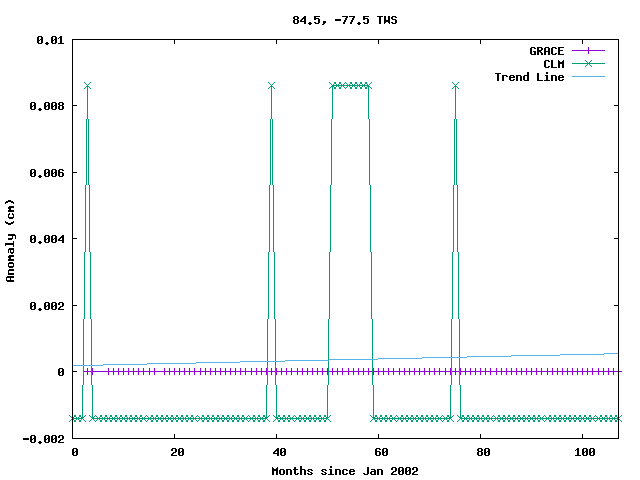 84.5, -77.5 TWS
GRACE
CLM
Trend Line
0.01
0.008
0.006
0.004
0.002
0
-0.002
Anomaly (cm)
0 20 40 60 80 100
Months since Jan 2002